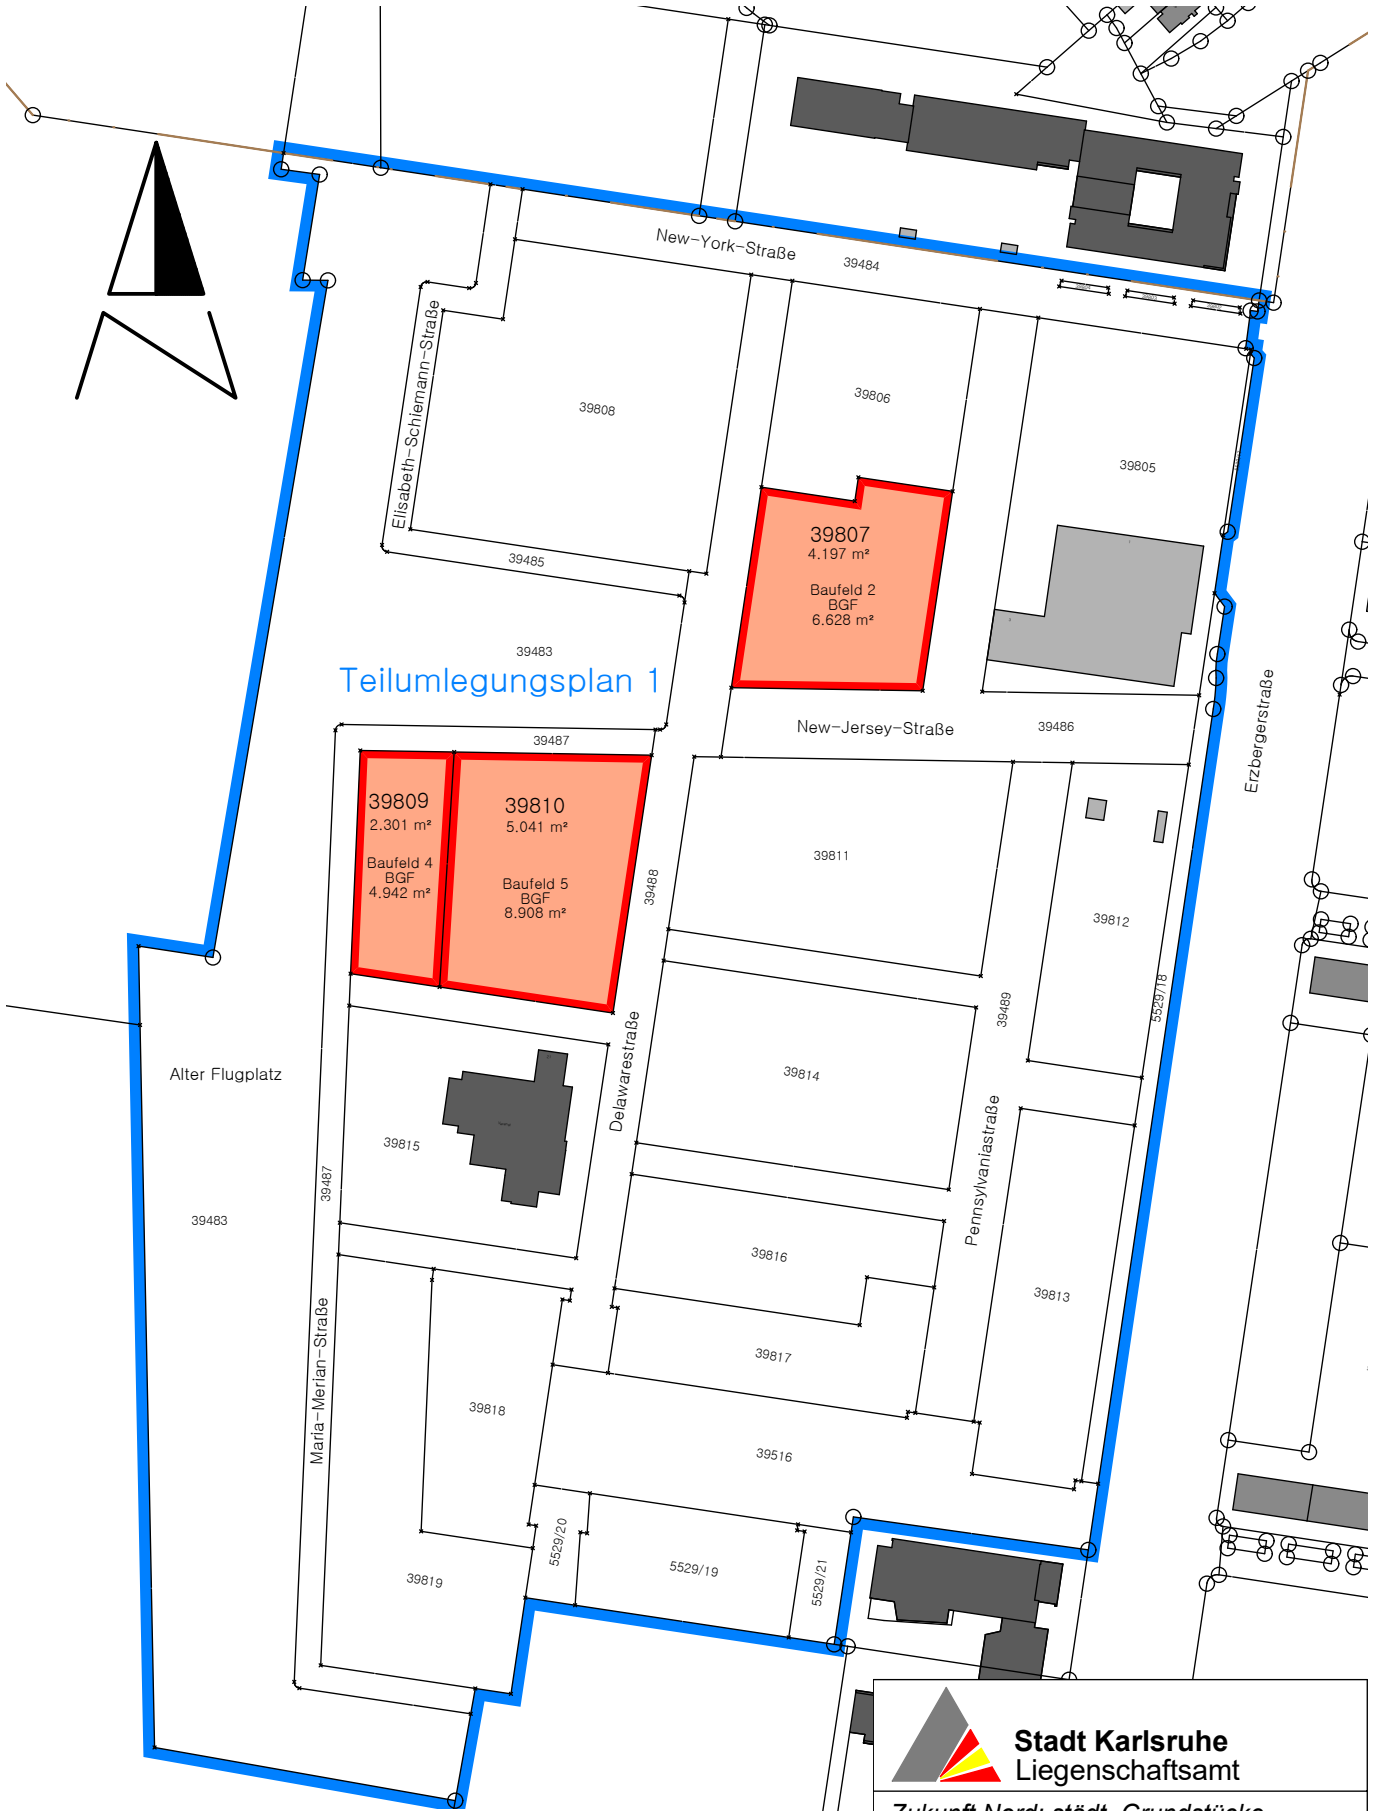 New-York-Straße
39484
Elisabeth-Schiemann-Straße
39808
39806
39805
39807
4.197 m²
Baufeld 2
BGF
6.628 m²
39485
39483
Teilumlegungsplan 1
New-Jersey-Straße
39486
Erzbergerstraße
39487
39809
2.301 m²
Baufeld 4
BGF
4.942 m²
39810
5.041 m²
Baufeld 5
BGF
8.908 m²
39488
39811
39812
39489
5529/18
Alter Flugplatz
Delawarestraße
39814
39815
Pennsylvaniastraße
39487
39483
39816
39813
Maria-Merian-Straße
39817
39818
39516
5529/20
5529/19
5529/21
39819
Stadt Karlsruhe
Liegenschaftsamt
Zukunft Nord: städt. Grundstücke